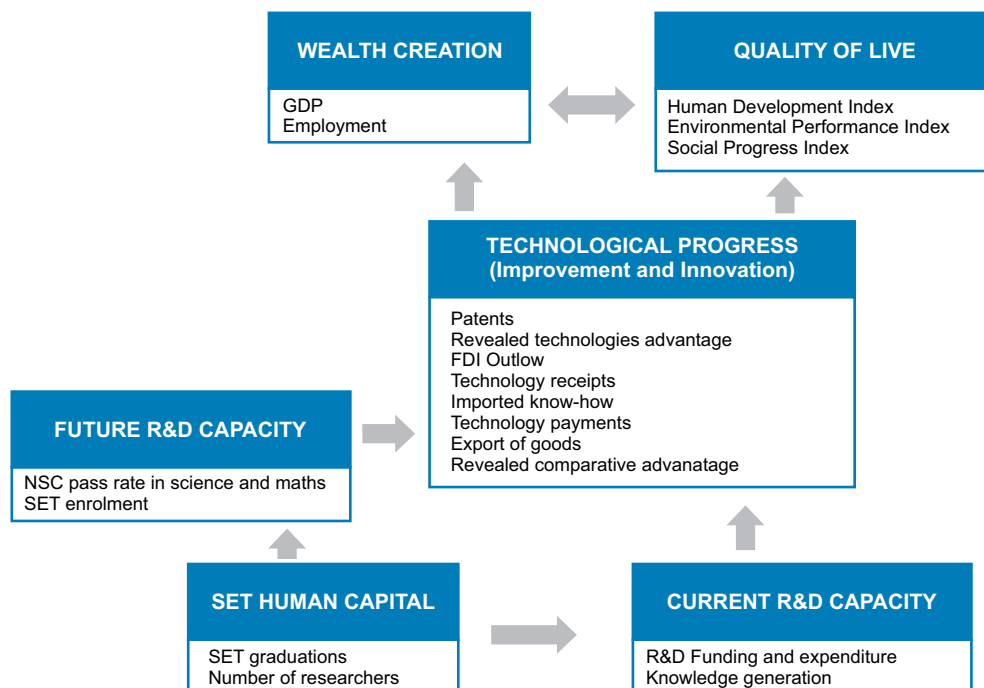 WEALTH CREATION
GDP
Employment
QUALITY OF LIVE
Human Development Index
Environmental Performance Index
Social Progress Index
TECHNOLOGICAL PROGRESS
(Improvement and Innovation)
Patents
Revealed technologies advantage
FDI Outlow
Technology receipts
Imported know-how
Technology payments
Export of goods
Revealed comparative advanatage
FUTURE R&D CAPACITY
NSC pass rate in science and maths
SET enrolment
SET HUMAN CAPITAL
SET graduations
Number of researchers
CURRENT R&D CAPACITY
R&D Funding and expenditure
Knowledge generation